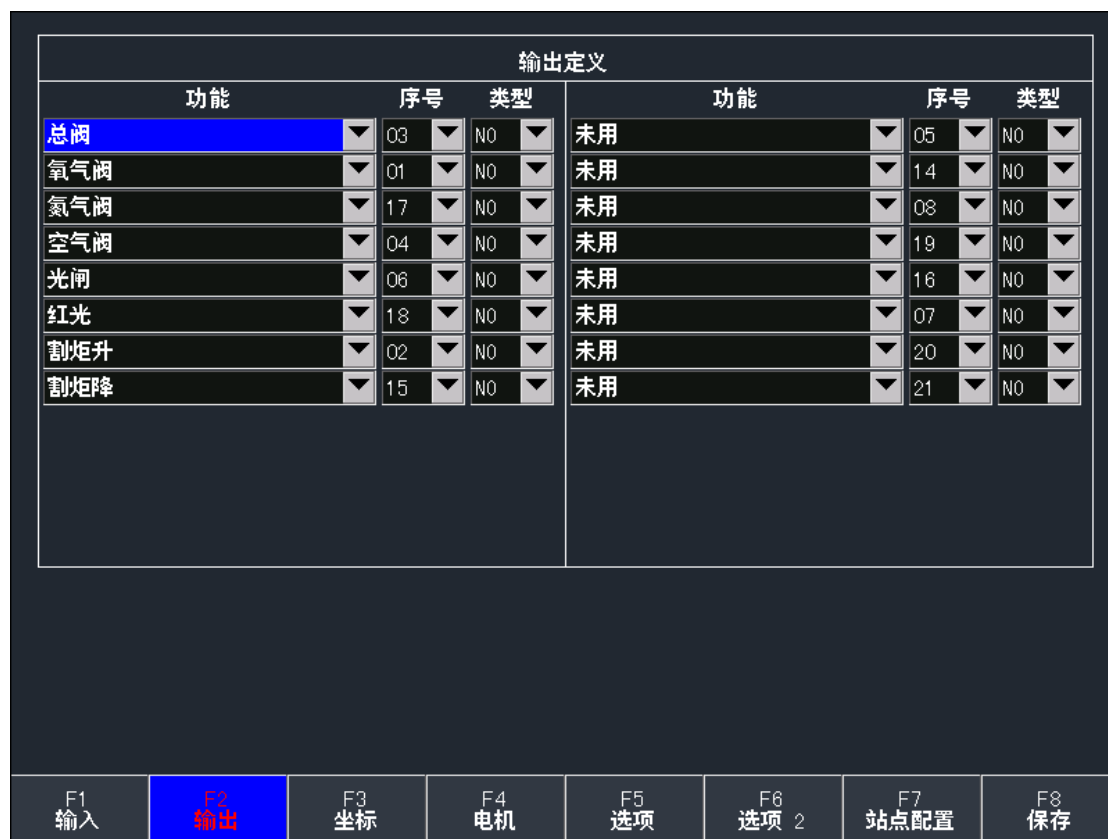 输出定义
功能 序号 类型 功能 序号 类型
总阀 03 NO 未用 05 NO
氧气阀 01 NO 未用 14 NO
氮气阀 17 NO 未用 08 NO
空气阀 04 NO 未用 19 NO
光闸 06 NO 未用 16 NO
红光 18 NO 未用 07 NO
割炬升 02 NO 未用 20 NO
割炬降 15 NO 未用 21 NO
F1 F2 F3 F4 F5 F6 F7 F8
输入 输出 坐标 电机 选项 选项 2 站点配置 保存